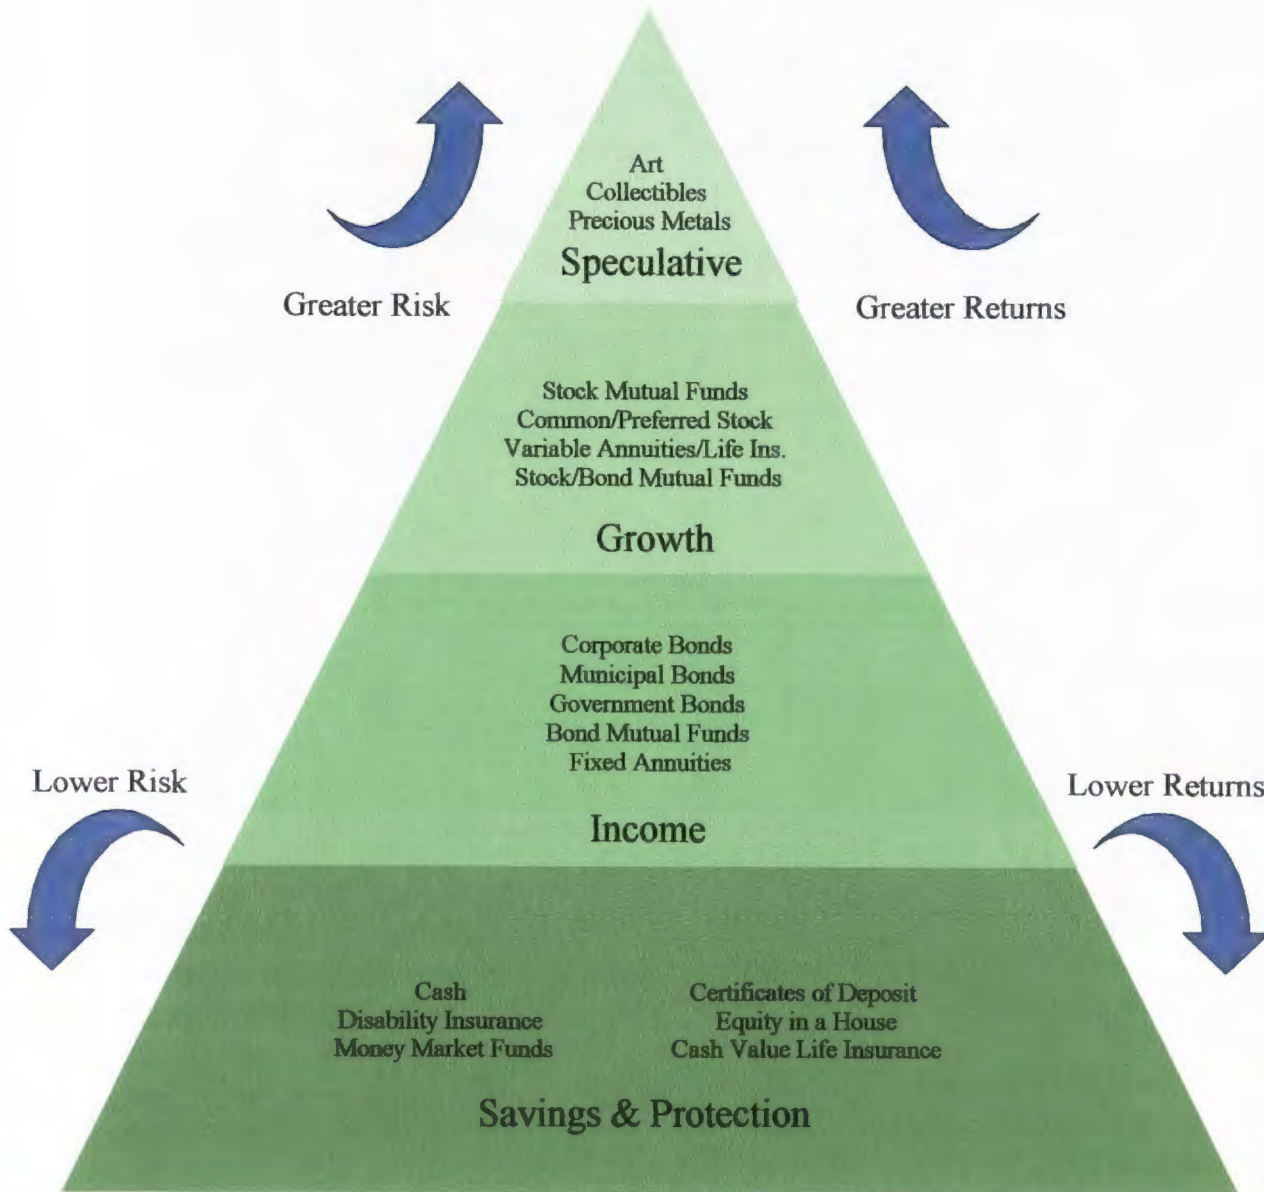 Art
Collectibles
Precious Metals
Speculative
Greater Risk
Greater Returns
Stock Mutual Funds
Common/Preferred Stock
Variable Annuities/Life Ins.
Stock/Bond Mutual Funds
Growth
Corporate Bonds
Municipal Bonds
Government Bonds
Bond Mutual Funds
Fixed Annuities
Lower Risk
Lower Returns
Income
Cash
Disability Insurance
Money Market Funds
Certificates of Deposit
Equity in a House
Cash Value Life Insurance
Savings & Protection